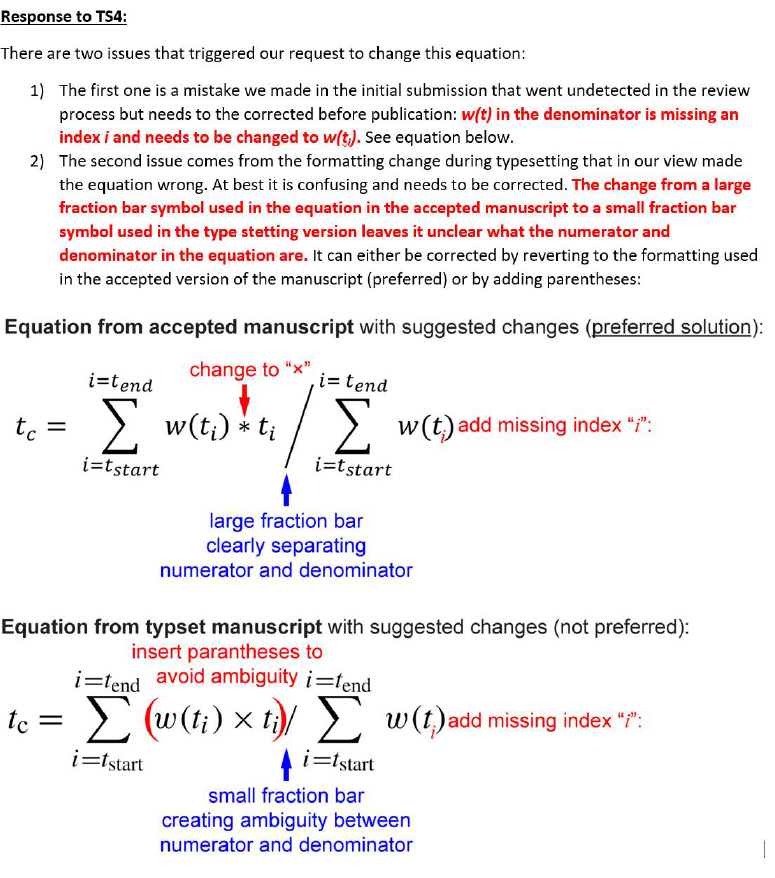 Response to TS4:
There are two issues that triggered our request to change this equation:
1) The first one is a mistake we made in the initial submission that went undetected in the review
process but needs to the corrected before publication: w(t) in the denominator is missing an
index i and needs to be changed to w(tᵢ). See equation below.
2) The second issue comes from the formatting change during typesetting that in our view made
the equation wrong. At best it is confusing and needs to be corrected. The change from a large
fraction bar symbol used in the equation in the accepted manuscript to a small fraction bar
symbol used in the type stetting version leaves it unclear what the numerator and
denominator in the equation are. It can either be corrected by reverting to the formatting used
in the accepted version of the manuscript (preferred) or by adding parentheses:
Equation from accepted manuscript with suggested changes (preferred solution):
change to “×”
i=tend i= tend
tc = ∑ w(tᵢ) * tᵢ / ∑ w(tᵢ) add missing index “i”:
i=tstart i=tstart
large fraction bar
clearly separating
numerator and denominator
Equation from typset manuscript with suggested changes (not preferred):
insert parantheses to
i=tend avoid ambiguity i=tend
tc = ∑ (w(tᵢ) × tᵢ)/ ∑ w(tᵢ) add missing index “i”:
i=tstart i=tstart
small fraction bar
creating ambiguity between
numerator and denominator